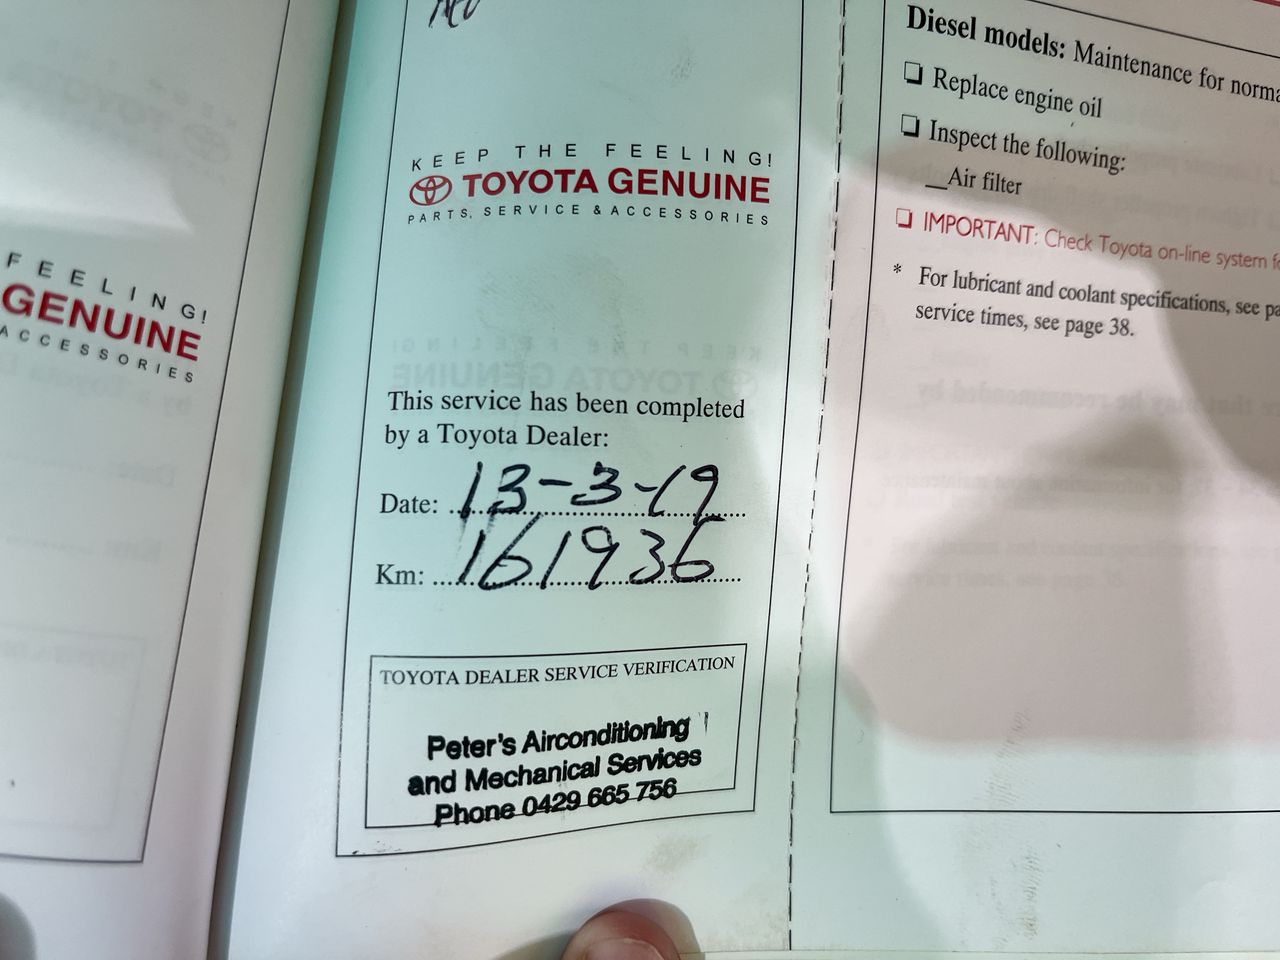 FEELING!
GENUINE
ACCESSORIES
KEEP THE FEELING!
TOYOTA GENUINE
PARTS, SERVICE & ACCESSORIES
This service has been completed
by a Toyota Dealer:
Date: 13-3-19
Km: 161936
TOYOTA DEALER SERVICE VERIFICATION
Peter's Airconditioning
and Mechanical Services
Phone 0429 665 756
Diesel models: Maintenance for norma
❏ Replace engine oil
❏ Inspect the following:
__Air filter
❏ IMPORTANT: Check Toyota on-line system fo
* For lubricant and coolant specifications, see pa
service times, see page 38.